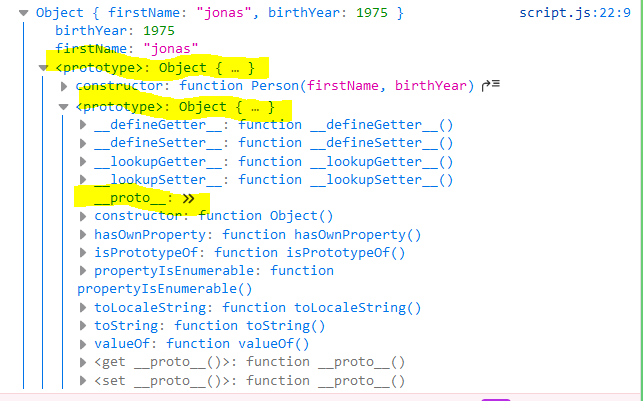 Object { firstName: "jonas", birthYear: 1975 } script.js:22:9
birthYear: 1975
firstName: "jonas"
<prototype>: Object { … }
constructor: function Person(firstName, birthYear)
<prototype>: Object { … }
__defineGetter__: function __defineGetter__()
__defineSetter__: function __defineSetter__()
__lookupGetter__: function __lookupGetter__()
__lookupSetter__: function __lookupSetter__()
__proto__: »
constructor: function Object()
hasOwnProperty: function hasOwnProperty()
isPrototypeOf: function isPrototypeOf()
propertyIsEnumerable: function
propertyIsEnumerable()
toLocaleString: function toLocaleString()
toString: function toString()
valueOf: function valueOf()
<get __proto__()>: function __proto__()
<set __proto__()>: function __proto__()